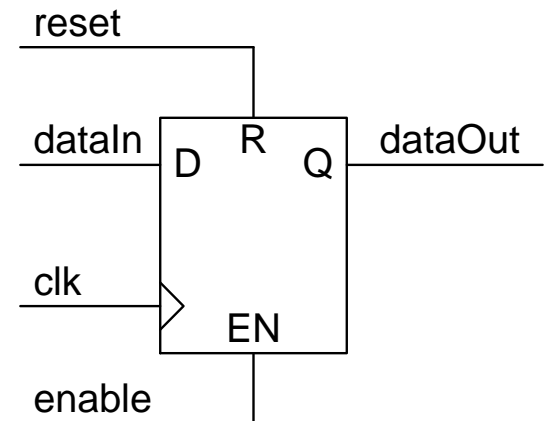 reset
R
dataIn
D
Q
dataOut
clk
EN
enable